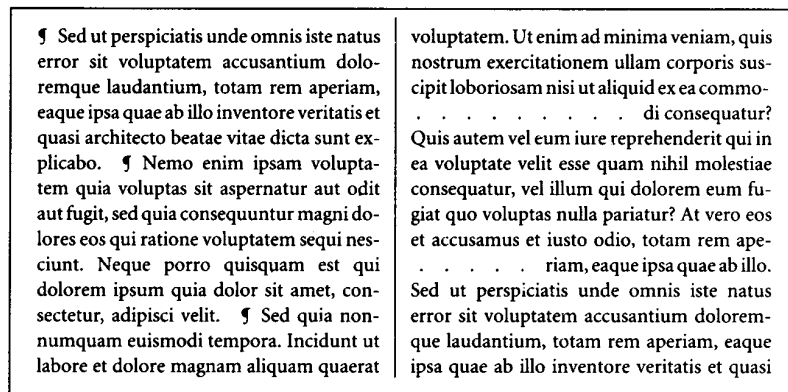 ¶ Sed ut perspiciatis unde omnis iste natus
error sit voluptatem accusantium dolo-
remque laudantium, totam rem aperiam,
eaque ipsa quae ab illo inventore veritatis et
quasi architecto beatae vitae dicta sunt ex-
plicabo. ¶ Nemo enim ipsam volupta-
tem quia voluptas sit aspernatur aut odit
aut fugit, sed quia consequuntur magni do-
lores eos qui ratione voluptatem sequi nes-
ciunt. Neque porro quisquam est qui
dolorem ipsum quia dolor sit amet, con-
sectetur, adipisci velit. ¶ Sed quia non-
numquam euismodi tempora. Incidunt ut
labore et dolore magnam aliquam quaerat
voluptatem. Ut enim ad minima veniam, quis
nostrum exercitationem ullam corporis sus-
cipit loboriosam nisi ut aliquid ex ea commo-
. . . . . . . . . . di consequatur?
Quis autem vel eum iure reprehenderit qui in
ea voluptate velit esse quam nihil molestiae
consequatur, vel illum qui dolorem eum fu-
giat quo voluptas nulla pariatur? At vero eos
et accusamus et iusto odio, totam rem ape-
. . . . . . riam, eaque ipsa quae ab illo.
Sed ut perspiciatis unde omnis iste natus
error sit voluptatem accusantium dolorem-
que laudantium, totam rem aperiam, eaque
ipsa quae ab illo inventore veritatis et quasi